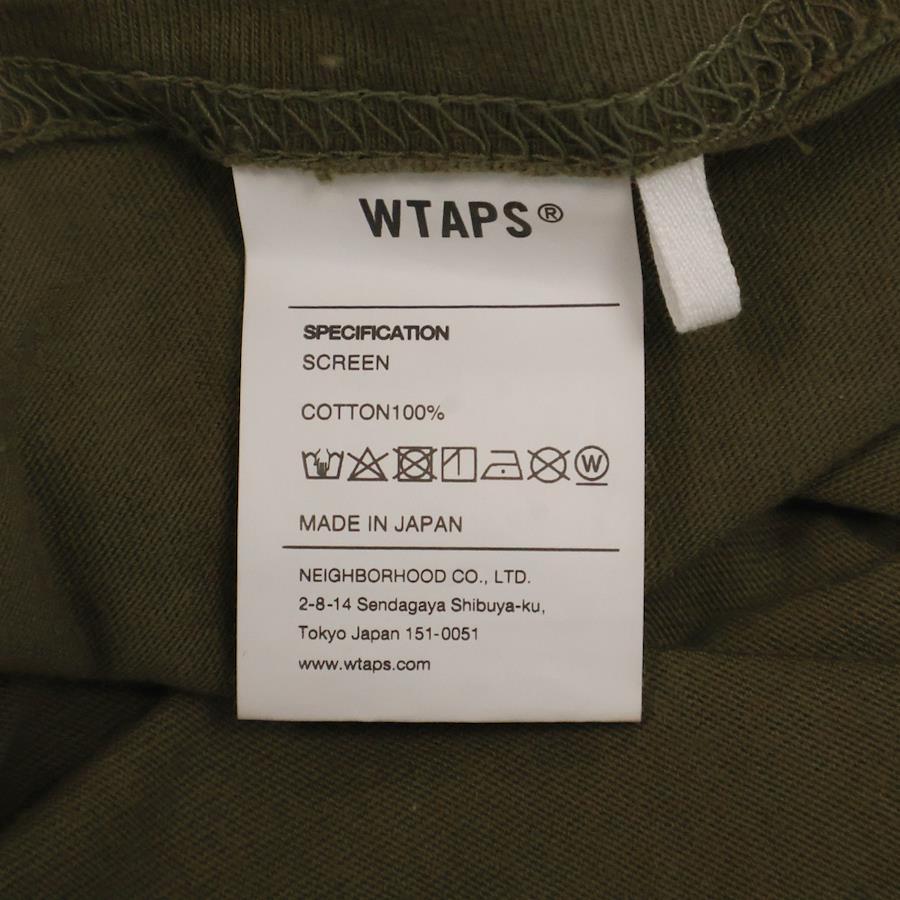 WTAPS®
SPECIFICATION
SCREEN
COTTON100%
W
MADE IN JAPAN
NEIGHBORHOOD CO., LTD.
2-8-14 Sendagaya Shibuya-ku,
Tokyo Japan 151-0051
www.wtaps.com